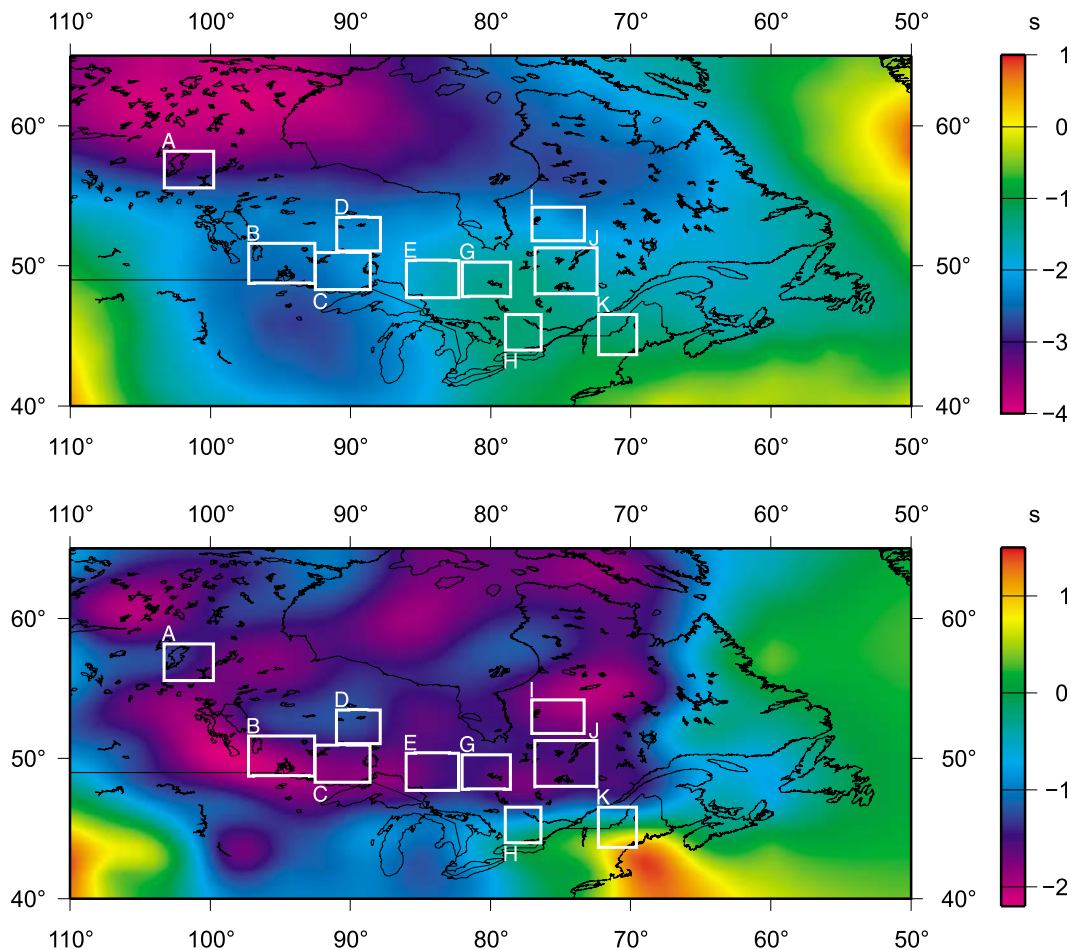 110° 100° 90° 80° 70° 60° 50° s
1
60° 60° 0
A
−1
I
D
B J −2
50° E G 50°
C K −3
H
40° 40° −4
110° 100° 90° 80° 70° 60° 50°
110° 100° 90° 80° 70° 60° 50° s
60° 60° 1
A
I 0
D
B J
50° E G 50°
C K −1
H
40° 40° −2
110° 100° 90° 80° 70° 60° 50°